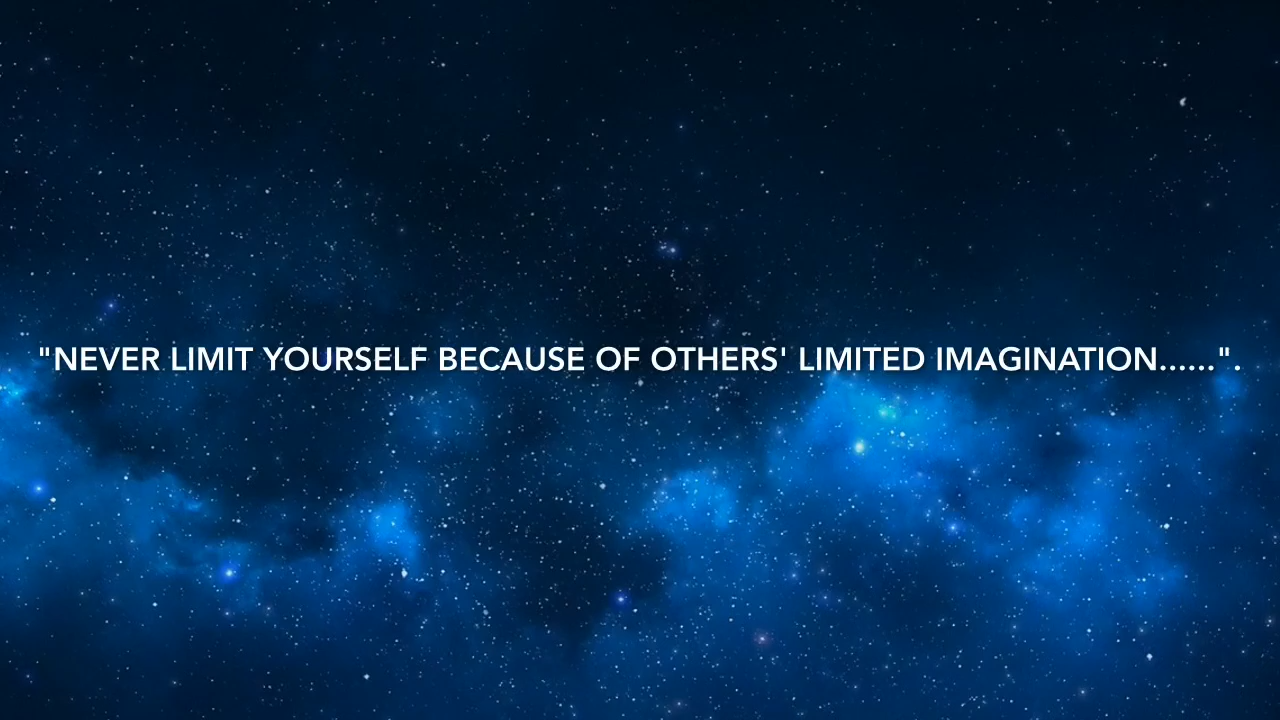 "NEVER LIMIT YOURSELF BECAUSE OF OTHERS' LIMITED IMAGINATION......".